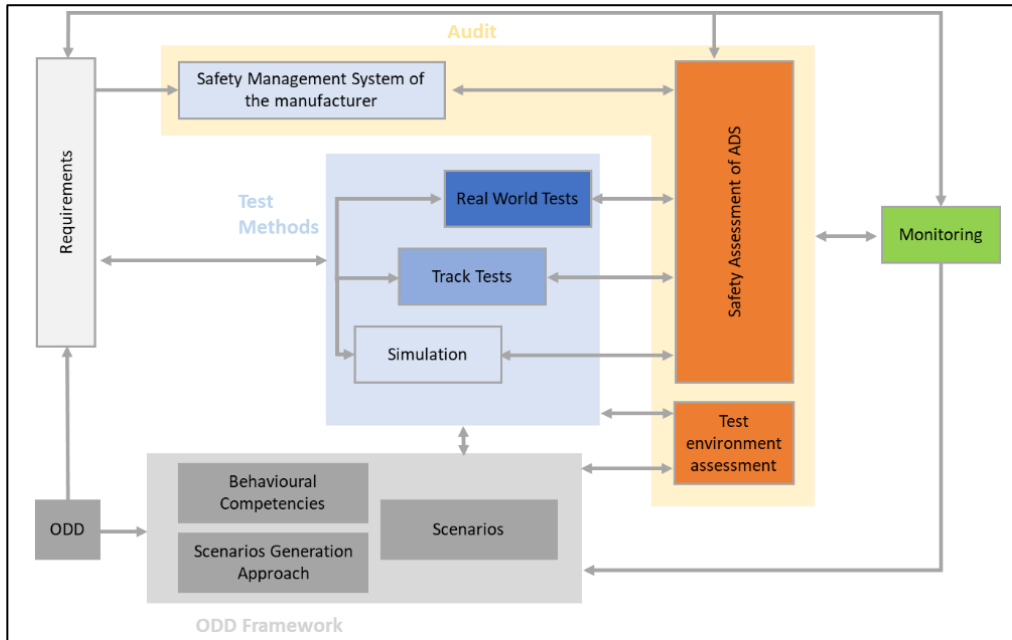 Audit
Safety Management System of
the manufacturer
Requirements
Safety Assessment of ADS
Test
Methods
Real World Tests
Monitoring
Track Tests
Simulation
Test
environment
assessment
Behavioural
Competencies
ODD
Scenarios
Scenarios Generation
Approach
ODD Framework